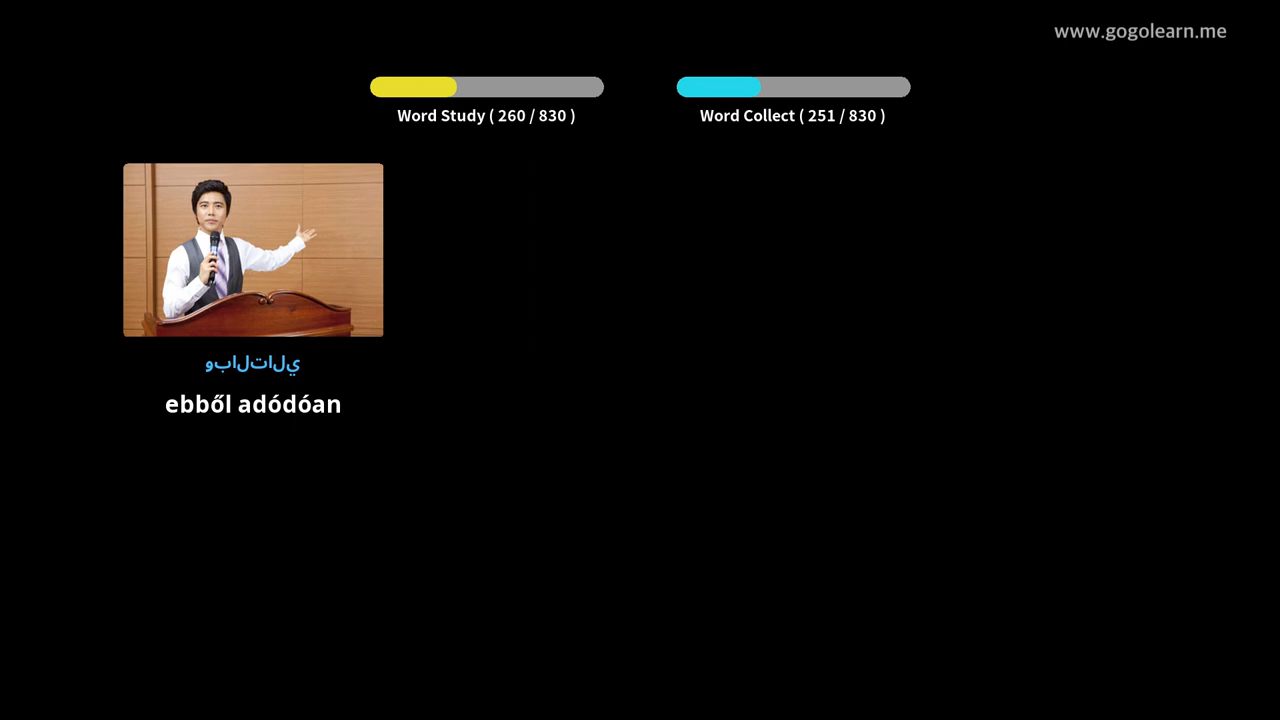 www.gogolearn.me
Word Study ( 260 / 830 )
Word Collect ( 251 / 830 )
وبالتالي
ebből adódóan